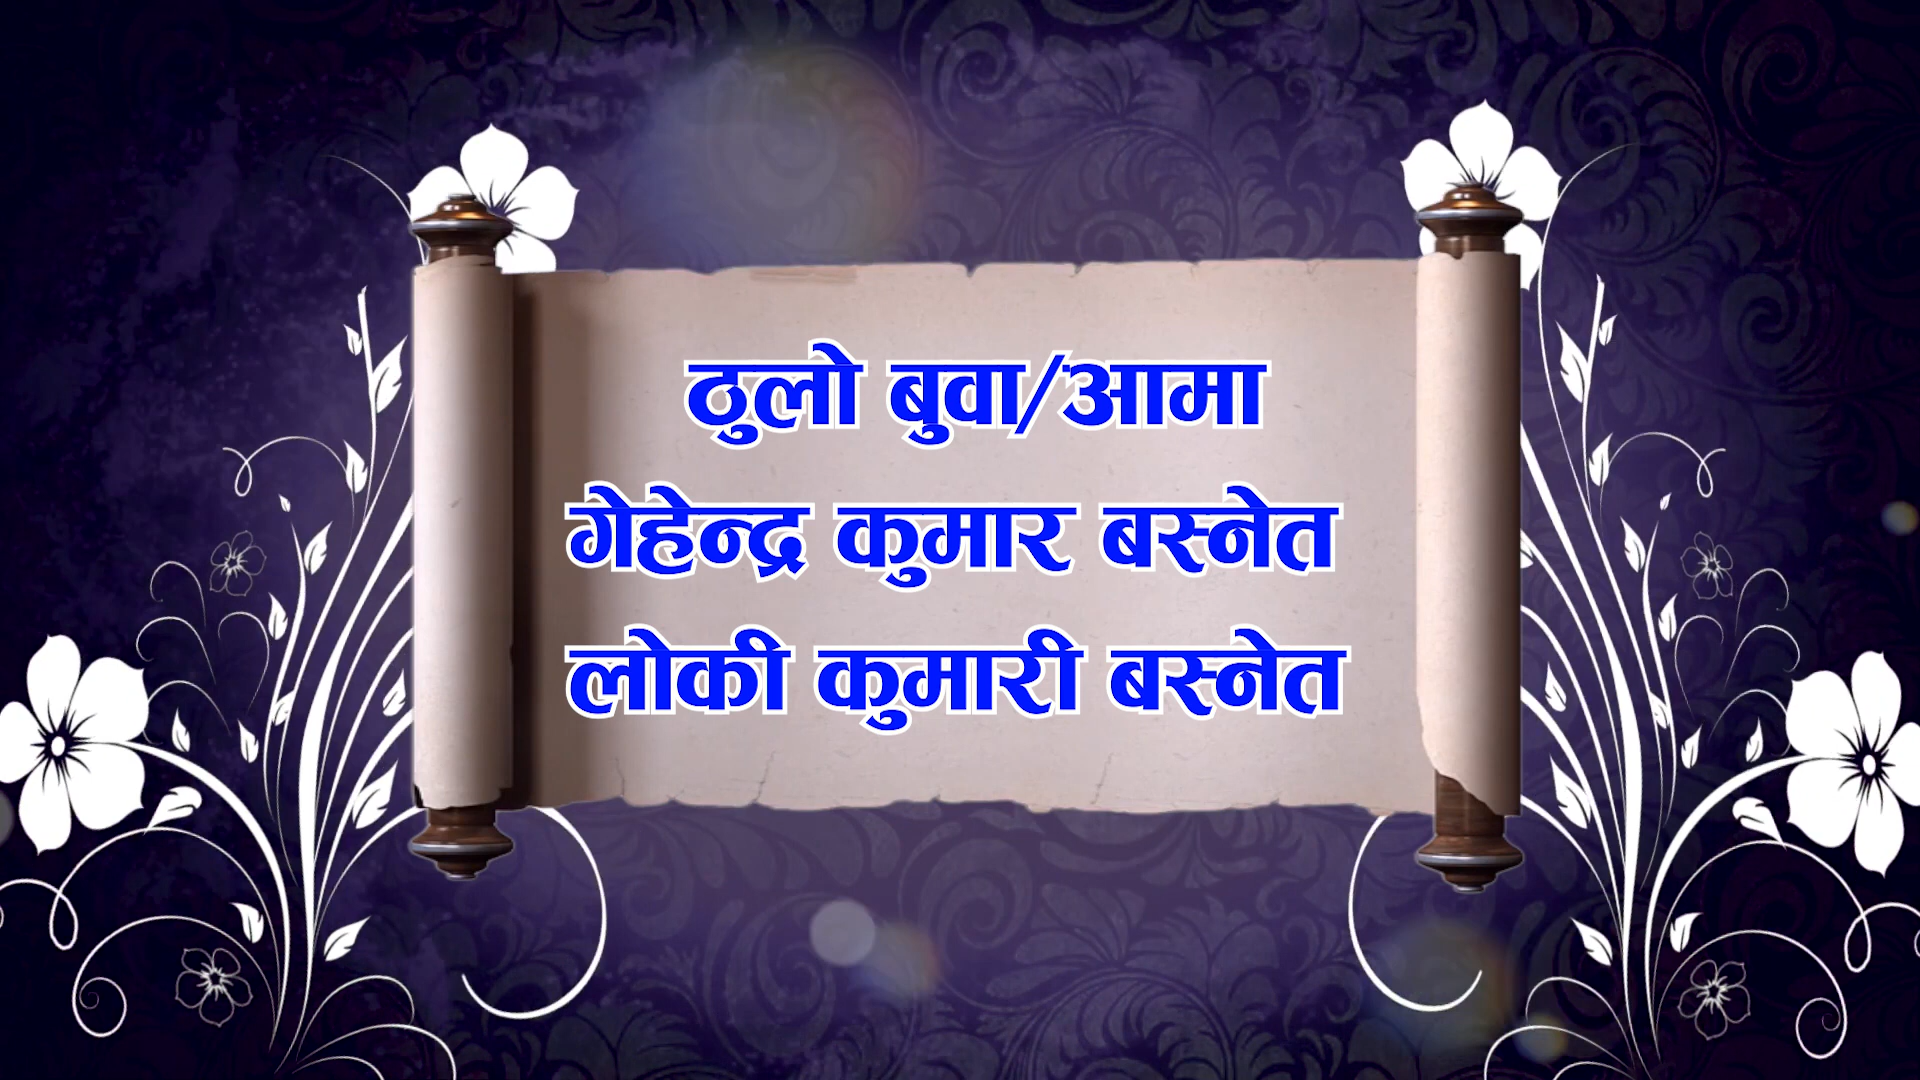 ठुलो बुवा/आमा
गेहेन्द्र कुमार बस्नेत
लोकी कुमारी बस्नेत